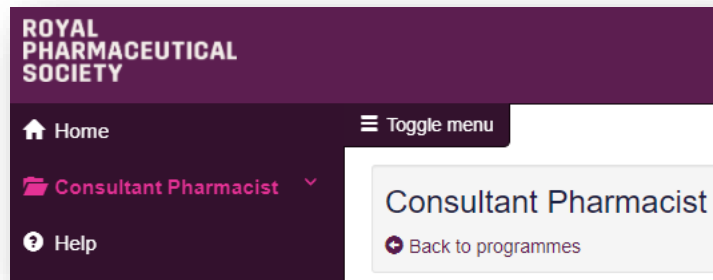 ROYAL
PHARMACEUTICAL
SOCIETY
Home
Toggle menu
Consultant Pharmacist
Consultant Pharmacist
Help
Back to programmes